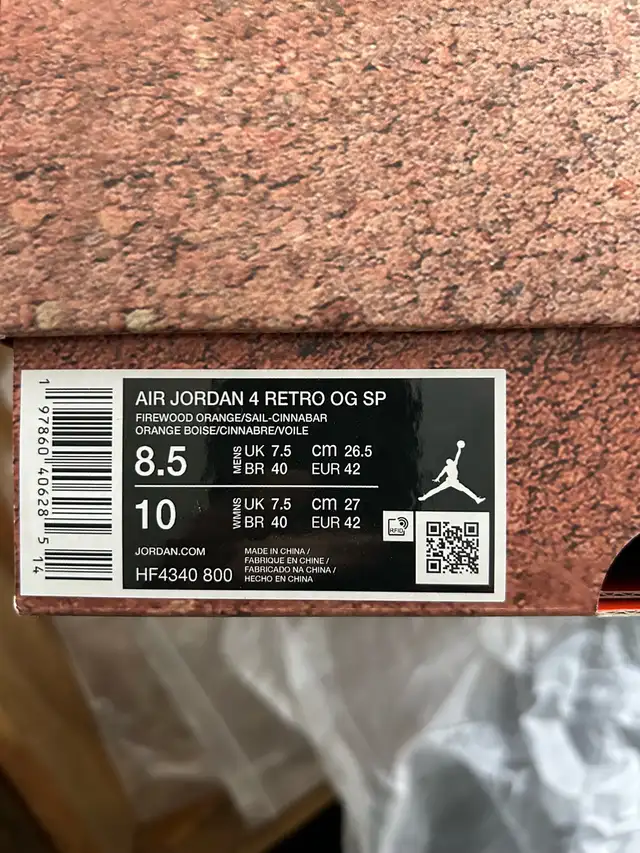 AIR JORDAN 4 RETRO OG SP
FIREWOOD ORANGE/SAIL-CINNABAR
ORANGE BOISE/CINNABRE/VOILE
8.5 MENS UK 7.5 cm 26.5
BR 40 EUR 42
10 WMNS UK 7.5 cm 27
BR 40 EUR 42
RFID
JORDAN.COM
HF4340 800
MADE IN CHINA /
FABRIQUE EN CHINE /
FABRICADO NA CHINA /
HECHO EN CHINA
1 97860 40628 5 14